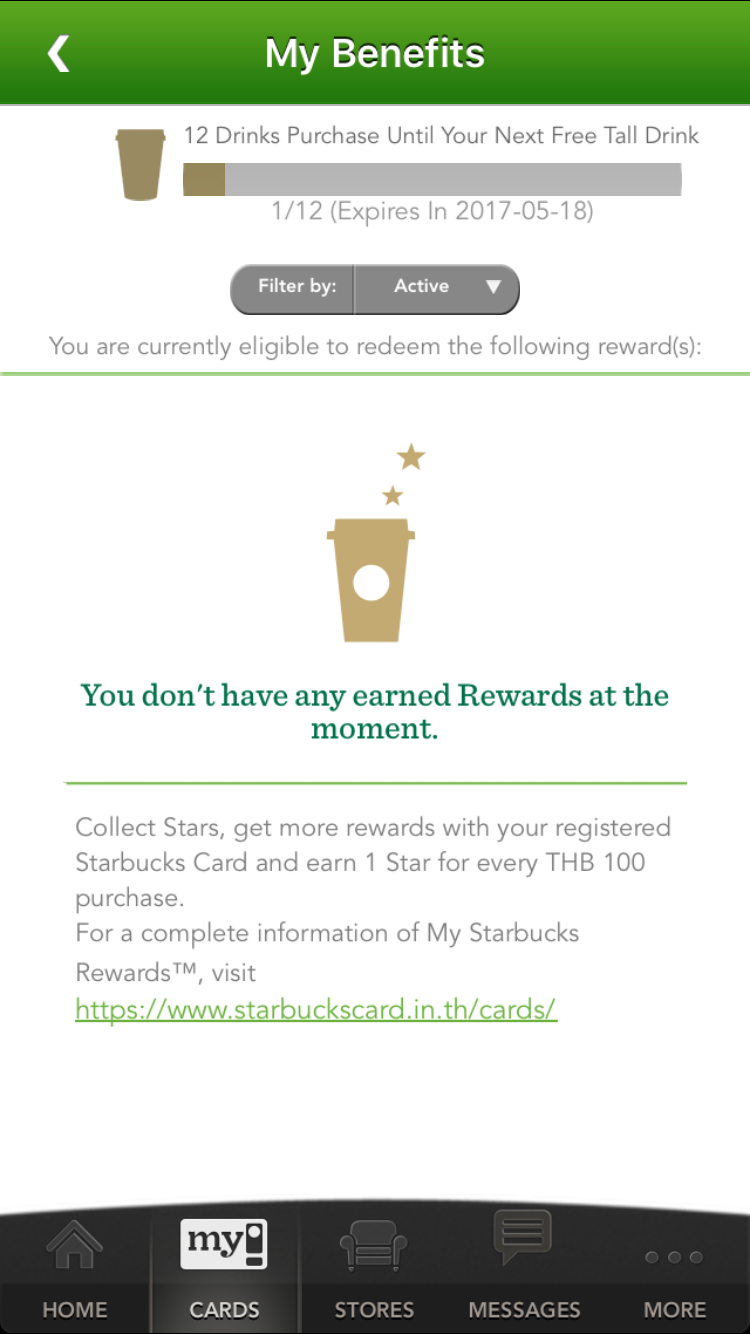 My Benefits
12 Drinks Purchase Until Your Next Free Tall Drink
1/12 (Expires In 2017-05-18)
Filter by: Active ▼
You are currently eligible to redeem the following reward(s):
You don't have any earned Rewards at the
moment.
Collect Stars, get more rewards with your registered
Starbucks Card and earn 1 Star for every THB 100
purchase.
For a complete information of My Starbucks
Rewards™, visit
https://www.starbuckscard.in.th/cards/
my
HOME CARDS STORES MESSAGES MORE